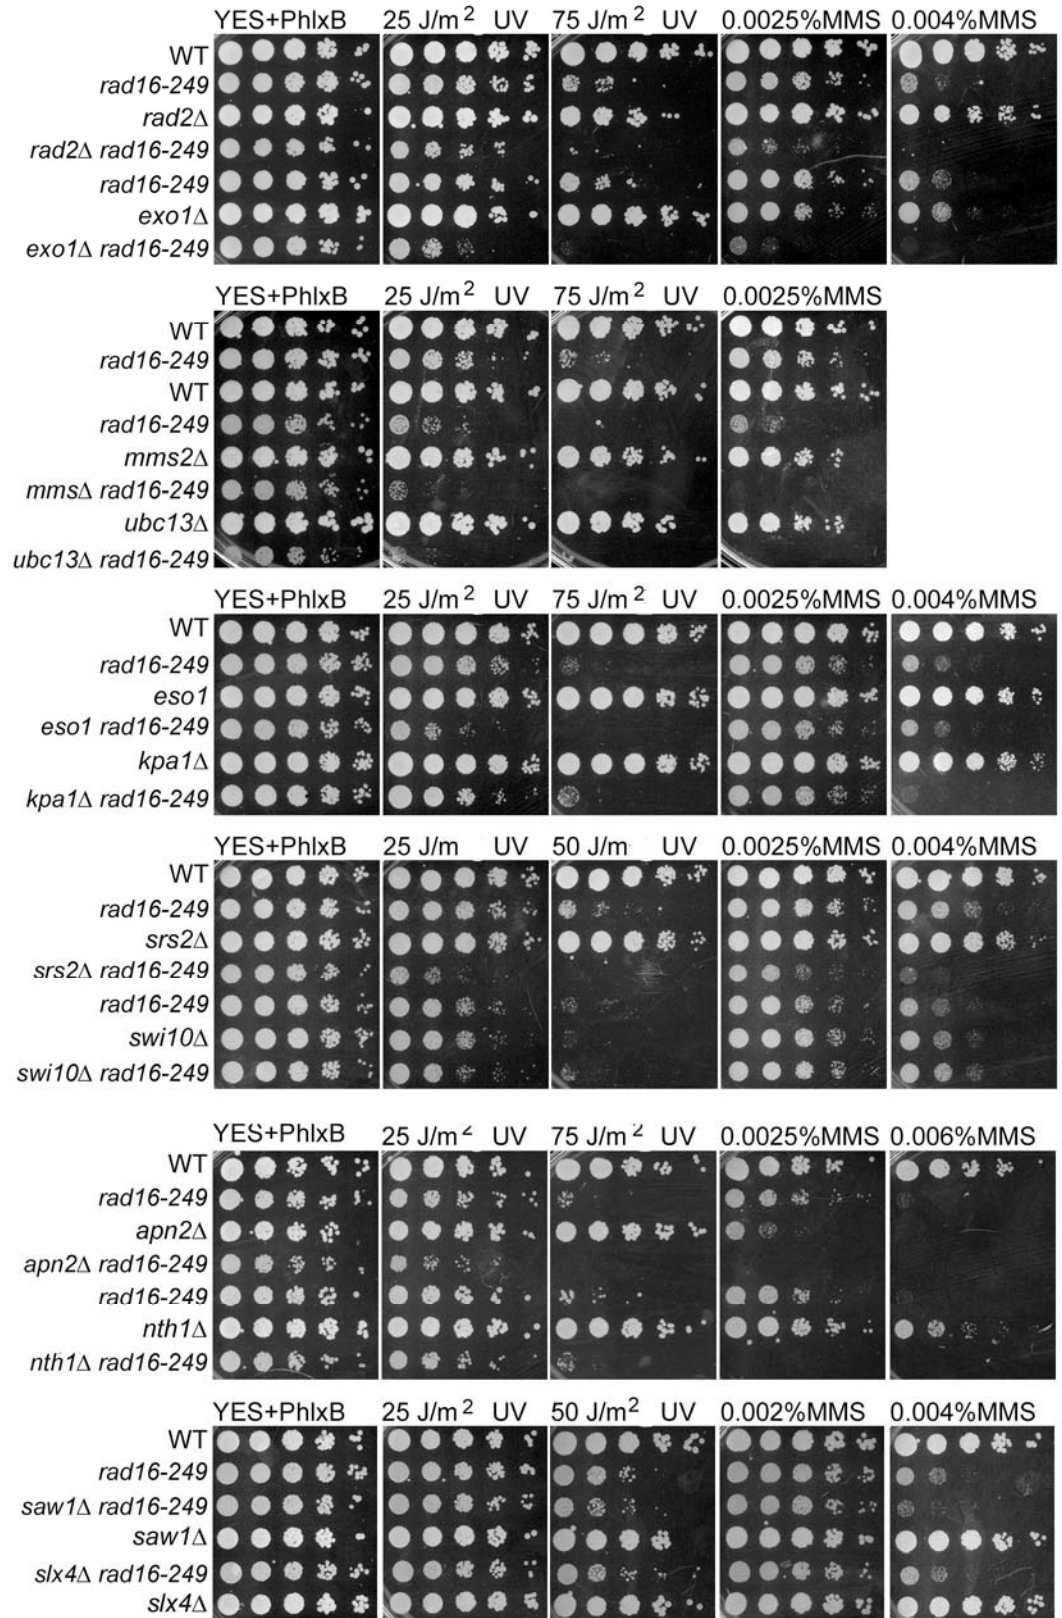 YES+PhlxB 25 J/m2 UV 75 J/m2 UV 0.0025%MMS 0.004%MMS
WT
rad16-249
rad2Δ
rad2Δ rad16-249
rad16-249
exo1Δ
exo1Δ rad16-249
YES+PhlxB 25 J/m2 UV 75 J/m2 UV 0.0025%MMS
WT
rad16-249
WT
rad16-249
mms2Δ
mmsΔ rad16-249
ubc13Δ
ubc13Δ rad16-249
YES+PhlxB 25 J/m2 UV 75 J/m2 UV 0.0025%MMS 0.004%MMS
WT
rad16-249
eso1
eso1 rad16-249
kpa1Δ
kpa1Δ rad16-249
YES+PhlxB 25 J/m UV 50 J/m UV 0.0025%MMS 0.004%MMS
WT
rad16-249
srs2Δ
srs2Δ rad16-249
rad16-249
swi10Δ
swi10Δ rad16-249
YES+PhlxB 25 J/m2 UV 75 J/m2 UV 0.0025%MMS 0.006%MMS
WT
rad16-249
apn2Δ
apn2Δ rad16-249
rad16-249
nth1Δ
nth1Δ rad16-249
YES+PhlxB 25 J/m2 UV 50 J/m2 UV 0.002%MMS 0.004%MMS
WT
rad16-249
saw1Δ rad16-249
saw1Δ
slx4Δ rad16-249
slx4Δ